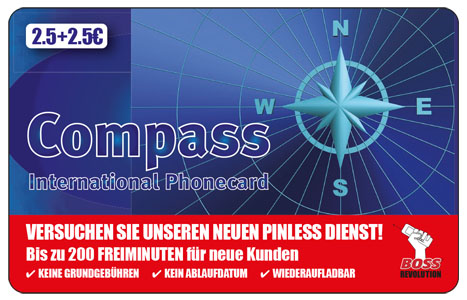 2.5+2.5€
N
W
E
S
Compass
International Phonecard
VERSUCHEN SIE UNSEREN NEUEN PINLESS DIENST!
Bis zu 200 FREIMINUTEN für neue Kunden
✓ KEINE GRUNDGEBÜHREN ✓ KEIN ABLAUFDATUM ✓ WIEDERAUFLADBAR
BOSS
REVOLUTION